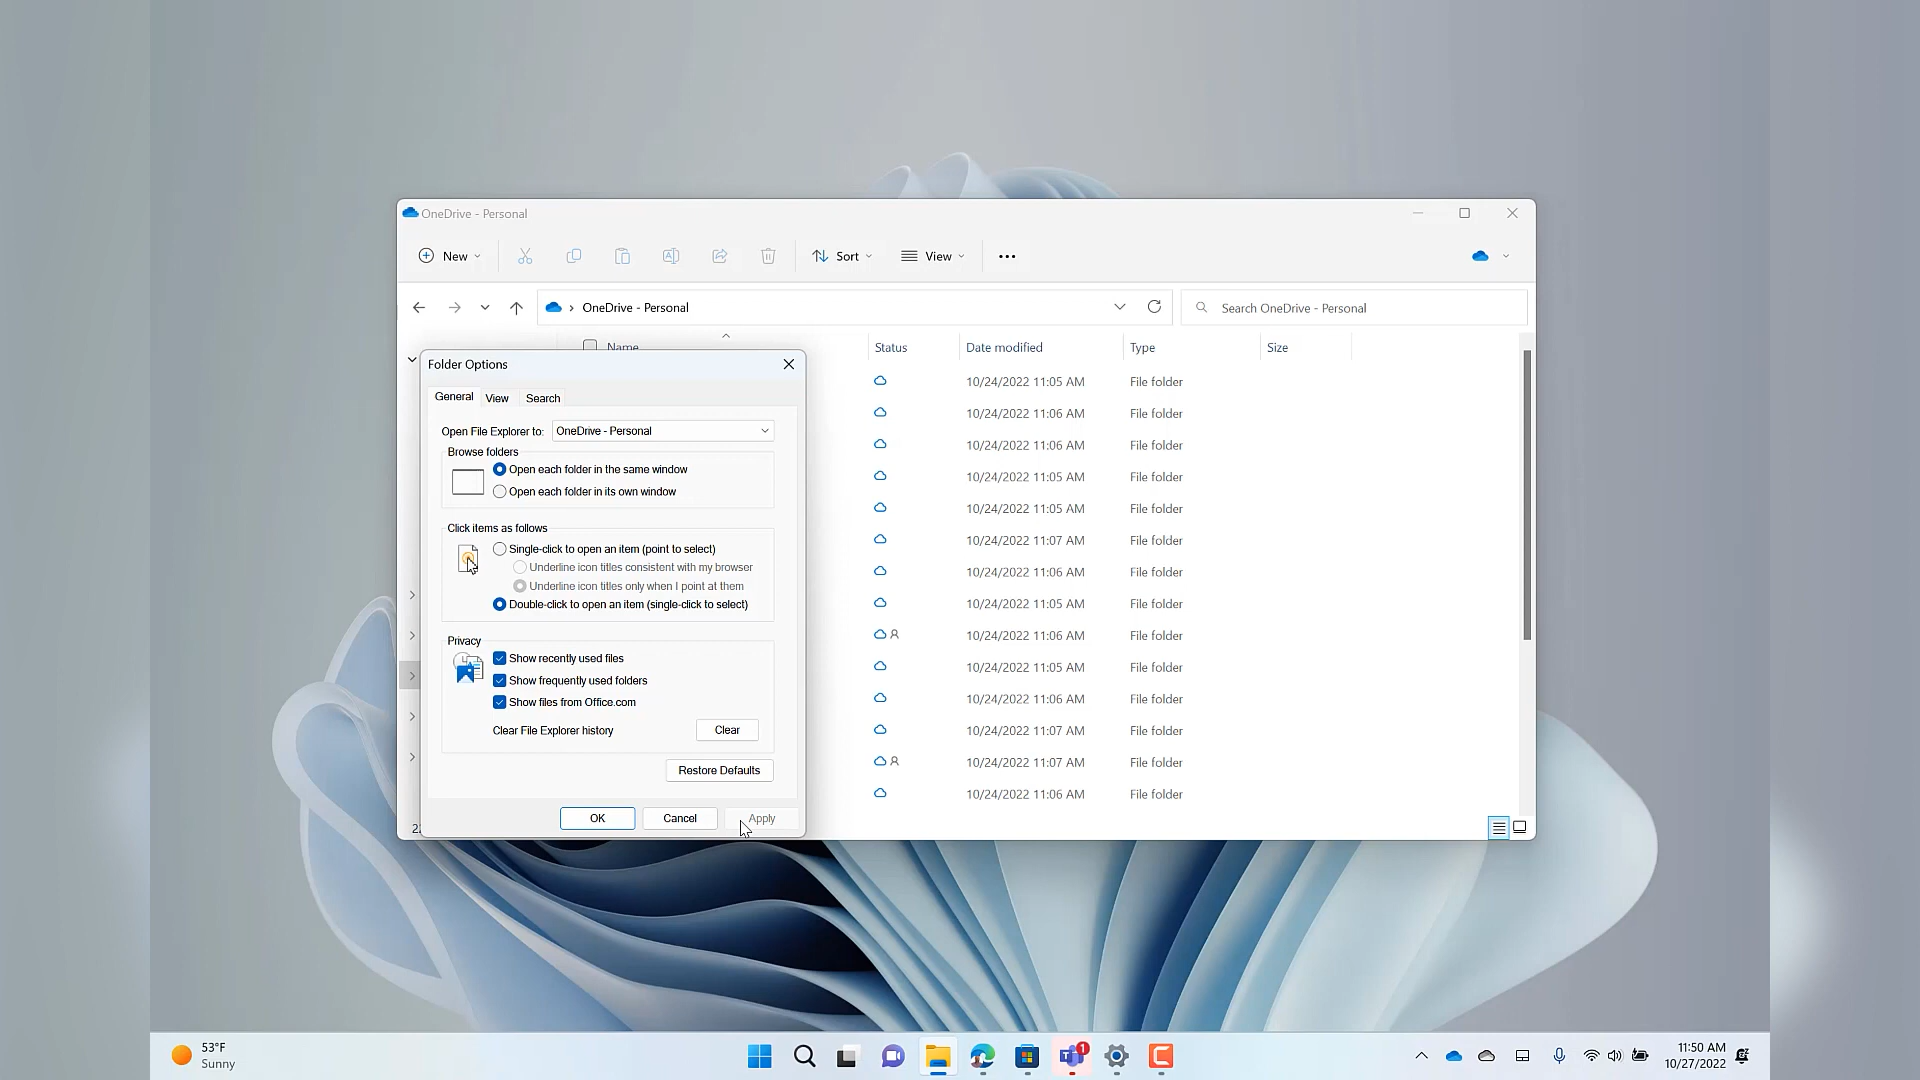 OneDrive - Personal
New
Sort
View
OneDrive - Personal
Search OneDrive - Personal
Name
Status
Date modified
Type
Size
10/24/2022 11:05 AM File folder
10/24/2022 11:06 AM File folder
10/24/2022 11:06 AM File folder
10/24/2022 11:05 AM File folder
10/24/2022 11:05 AM File folder
10/24/2022 11:07 AM File folder
10/24/2022 11:06 AM File folder
10/24/2022 11:05 AM File folder
10/24/2022 11:06 AM File folder
10/24/2022 11:05 AM File folder
10/24/2022 11:06 AM File folder
10/24/2022 11:07 AM File folder
10/24/2022 11:07 AM File folder
10/24/2022 11:06 AM File folder
Folder Options
General View Search
Open File Explorer to: OneDrive - Personal
Browse folders
Open each folder in the same window
Open each folder in its own window
Click items as follows
Single-click to open an item (point to select)
Underline icon titles consistent with my browser
Underline icon titles only when I point at them
Double-click to open an item (single-click to select)
Privacy
Show recently used files
Show frequently used folders
Show files from Office.com
Clear File Explorer history
Clear
Restore Defaults
OK
Cancel
Apply
53°F
Sunny
1
11:50 AM
10/27/2022